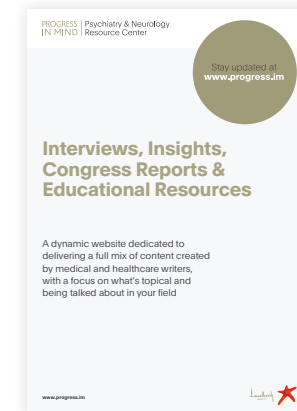 PROGRESS
IN MIND
Psychiatry & Neurology
Resource Center
Stay updated at
www.progress.im
Interviews, Insights,
Congress Reports &
Educational Resources
A dynamic website dedicated to
delivering a full mix of content created
by medical and healthcare writers,
with a focus on what's topical and
being talked about in your field
www.progress.im